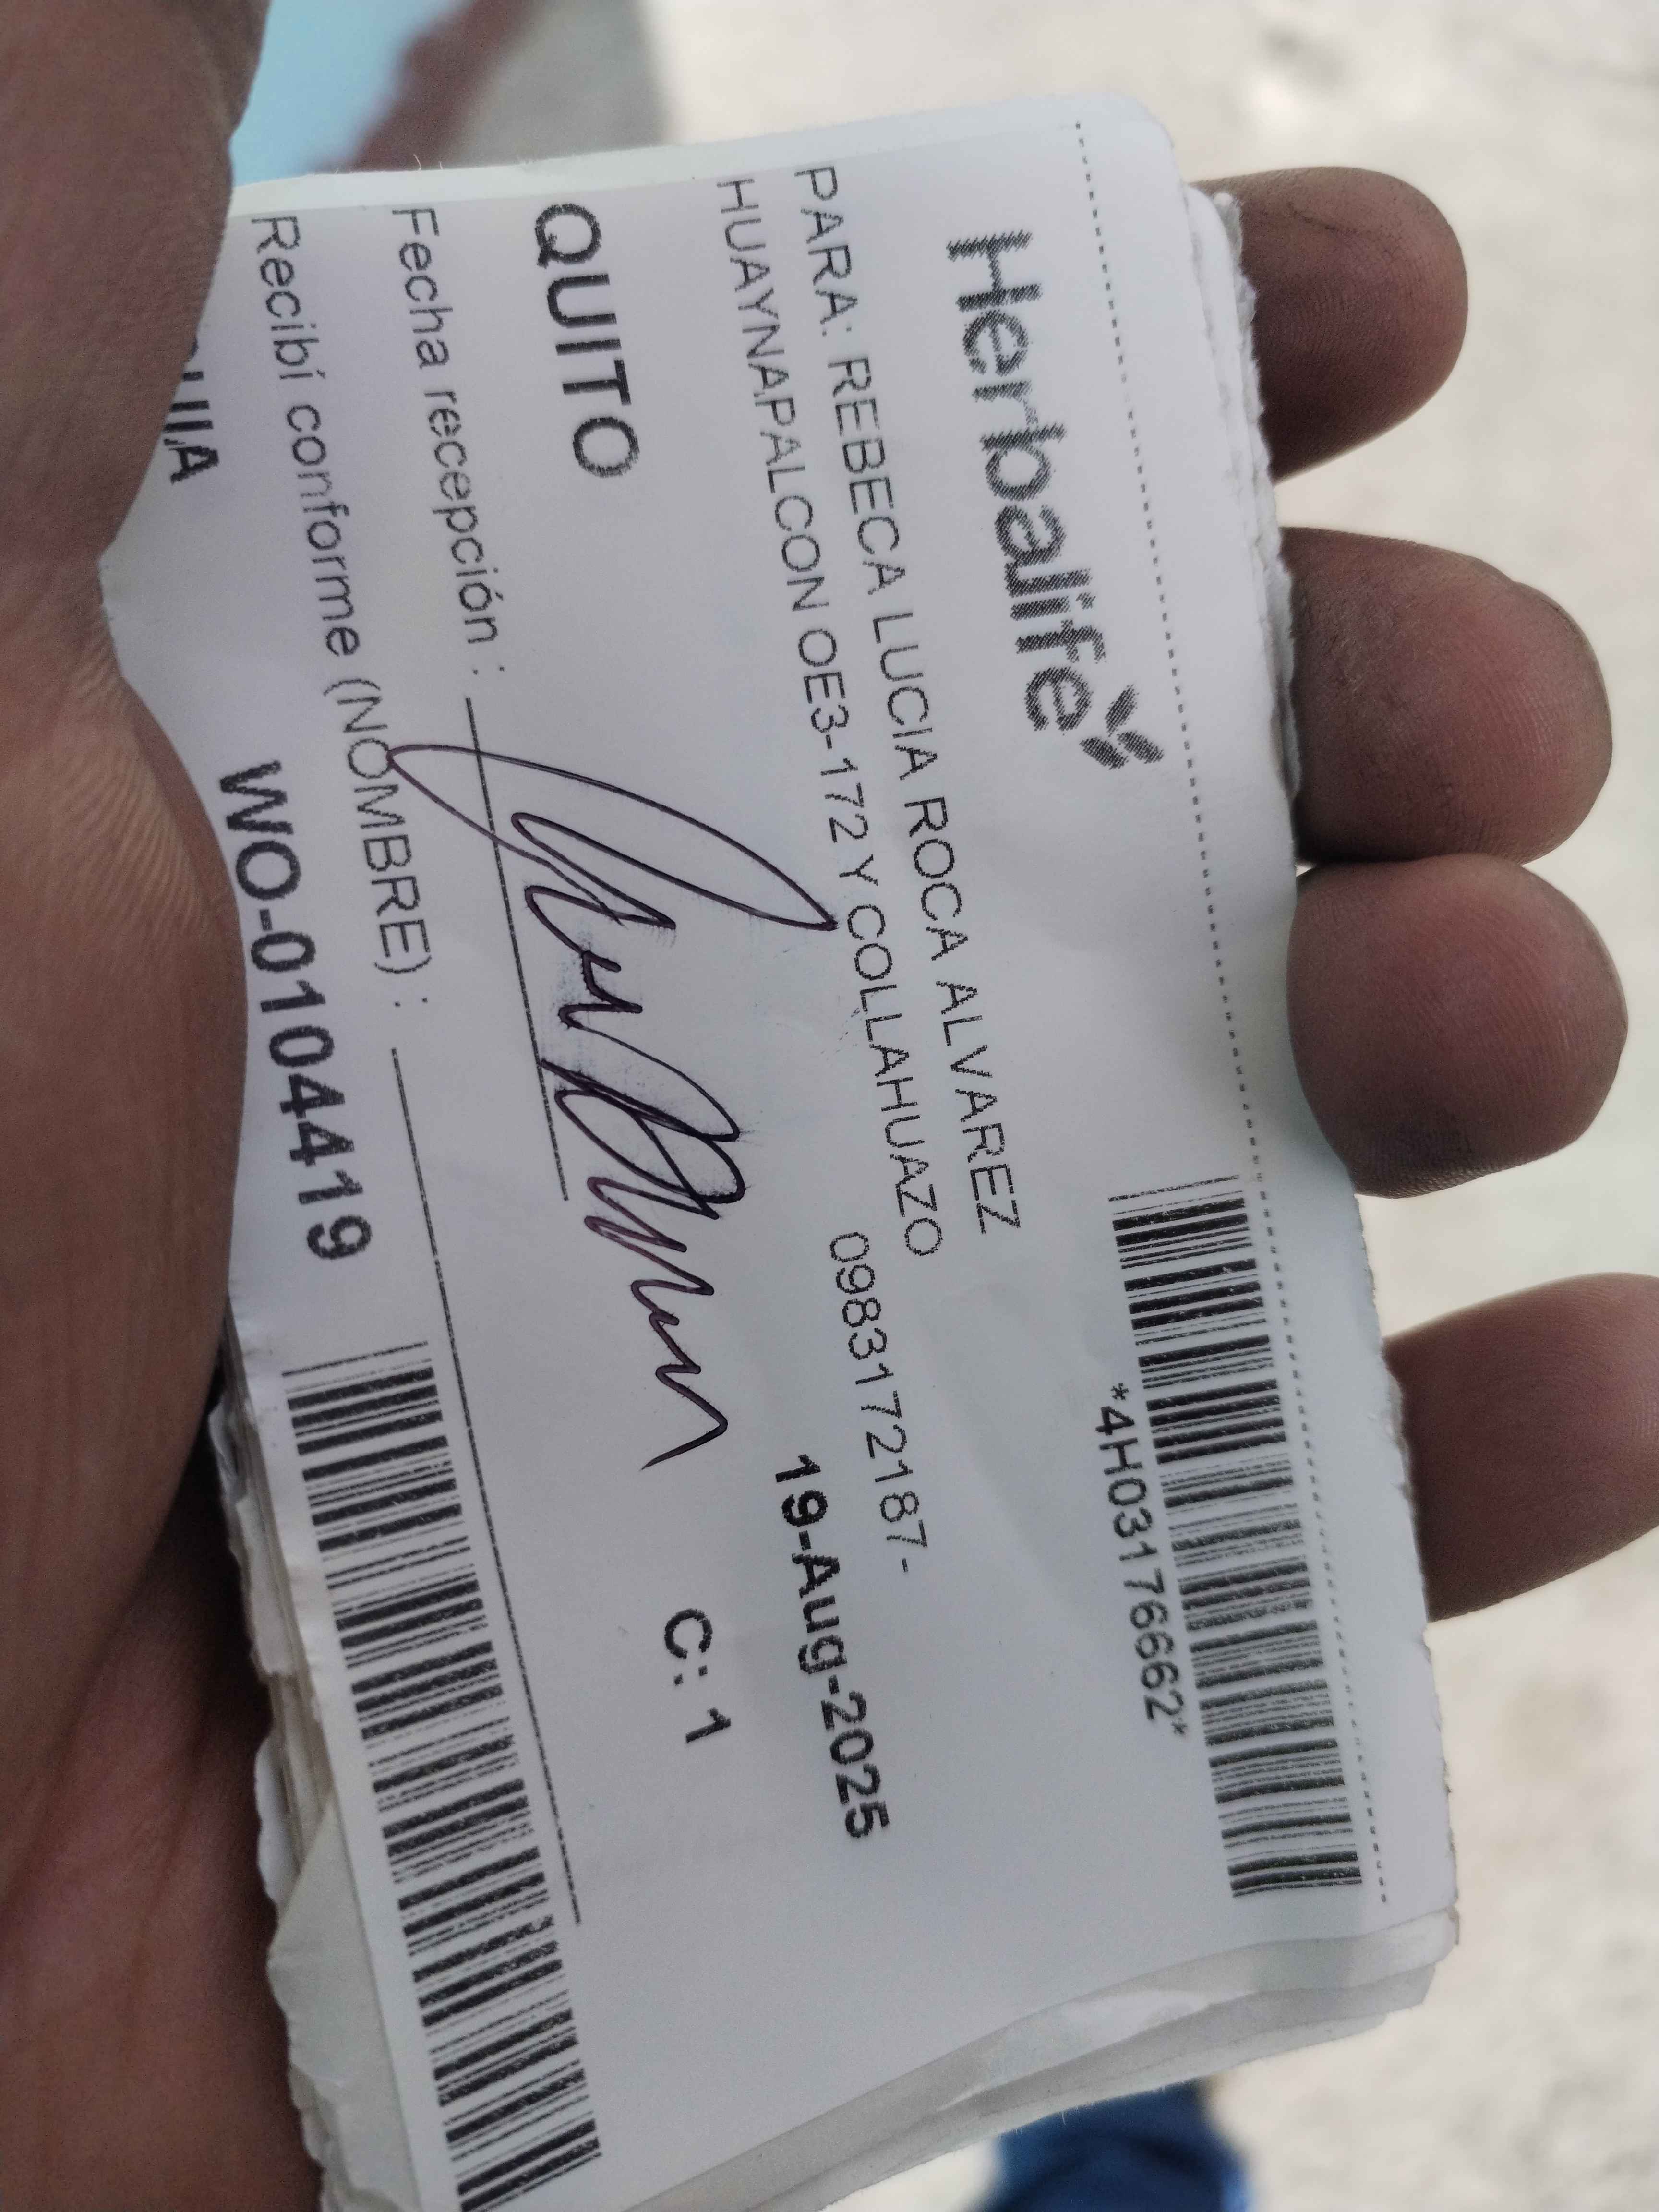 Herbalife
*4H03176662*
PARA: REBECA LUCIA ROCA ALVAREZ
HUAYNAPALCON OE3-172 Y COLLAHUAZO
0983172187-
19-Aug-2025
QUITO
C: 1
Fecha recepción :
Recibí conforme (NOMBRE) :
WO-01044419